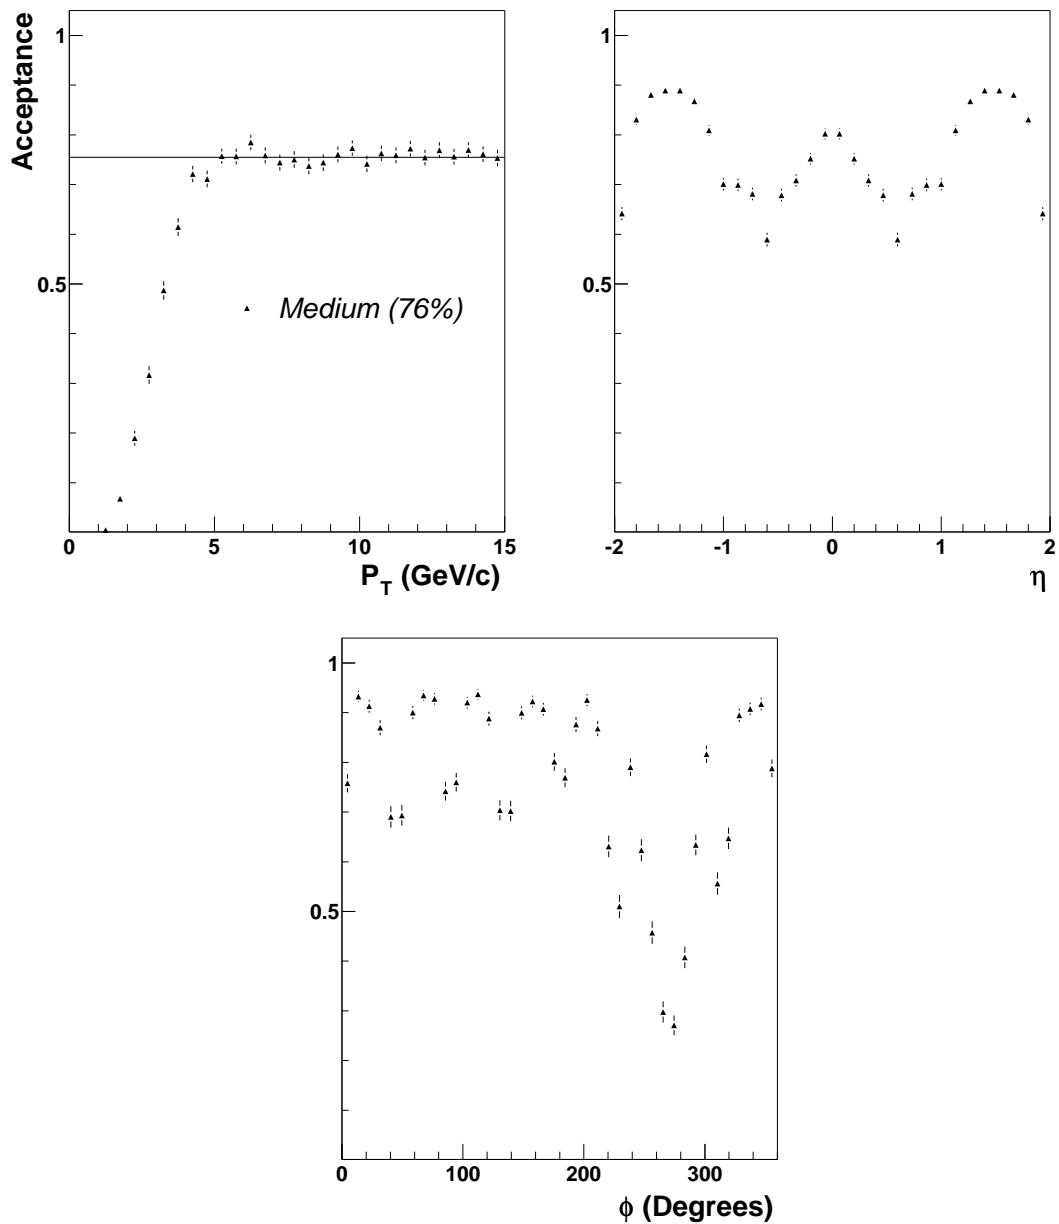 Acceptance
1
0.5
Medium (76%)
0 5 10 15
P_T (GeV/c)
1
0.5
-2 -1 0 1 2
η
1
0.5
0 100 200 300
ϕ (Degrees)